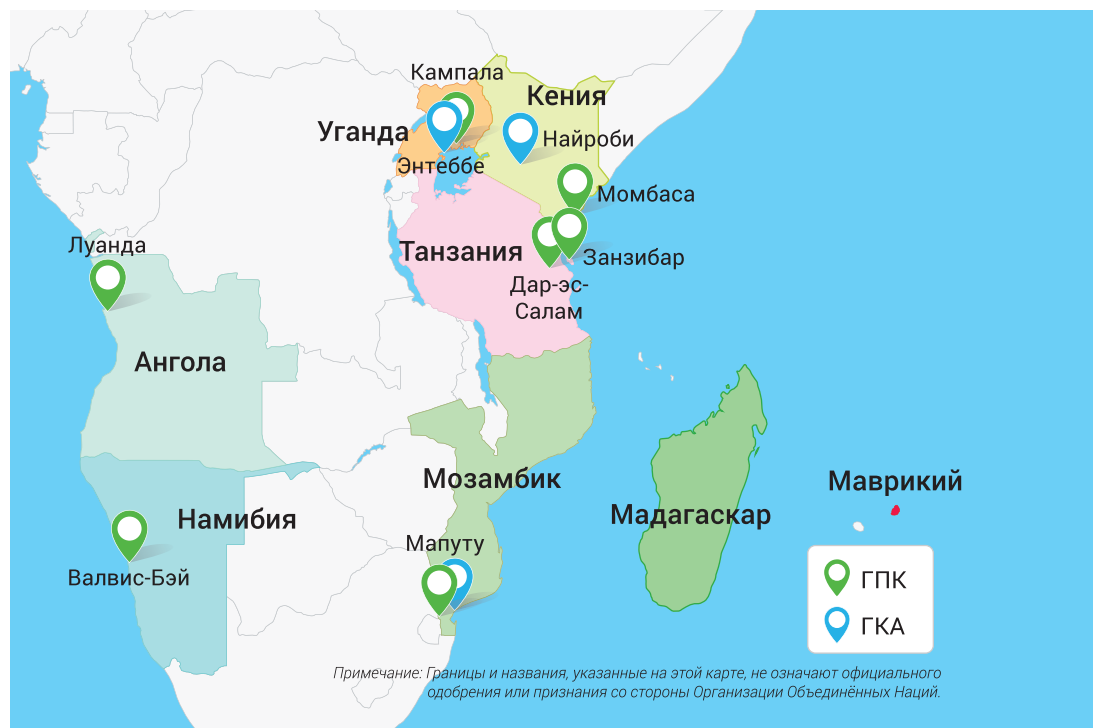 Кампала
Кения
Уганда
Найроби
Энтеббе
Момбаса
Луанда
Танзания
Занзибар
Дар-эс-
Салам
Ангола
Мозамбик
Маврикий
Мадагаскар
Намибия
Мапуту
Валвис-Бэй
ГПК
ГКА
Примечание: Границы и названия, указанные на этой карте, не означают официального
одобрения или признания со стороны Организации Объединённых Наций.